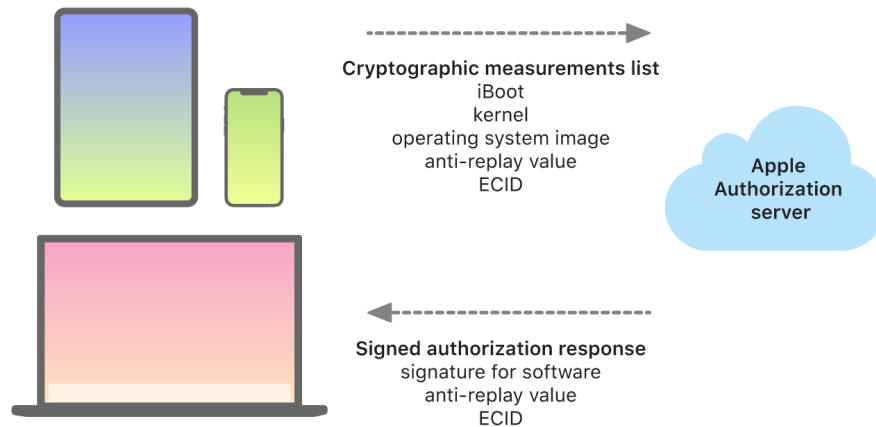 Cryptographic measurements list
iBoot
kernel
operating system image
anti-replay value
ECID
Apple
Authorization
server
Signed authorization response
signature for software
anti-replay value
ECID